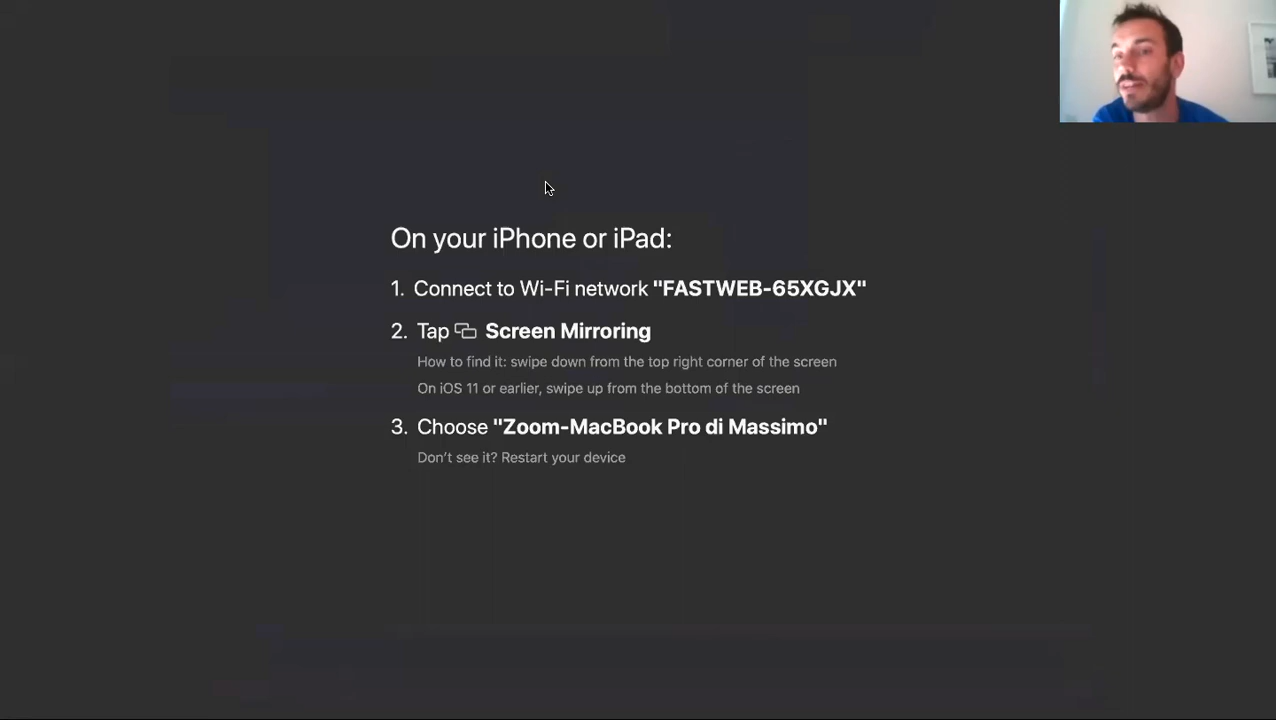 On your iPhone or iPad:
1. Connect to Wi-Fi network "FASTWEB-65XGJX"
2. Tap Screen Mirroring
How to find it: swipe down from the top right corner of the screen
On iOS 11 or earlier, swipe up from the bottom of the screen
3. Choose "Zoom-MacBook Pro di Massimo"
Don't see it? Restart your device